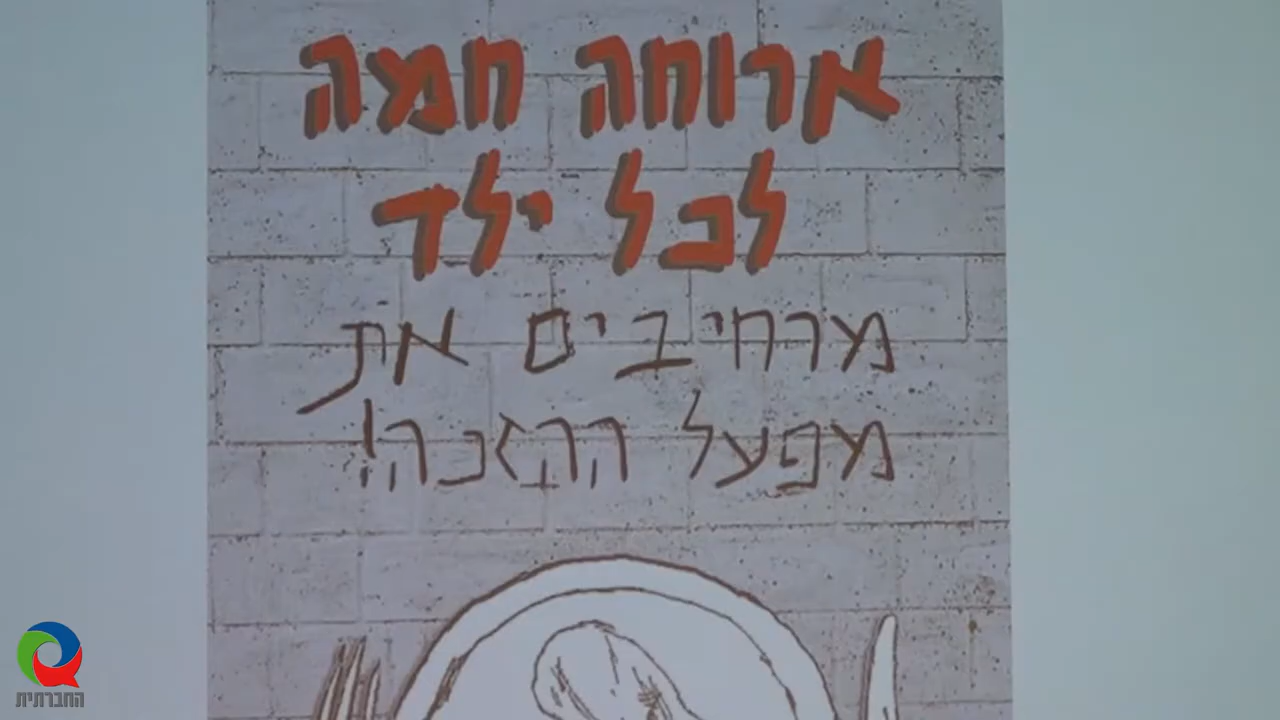 ארוחה חמה
לכל ילד
מרחיבים את
מפעל ההזנה!
החברתית